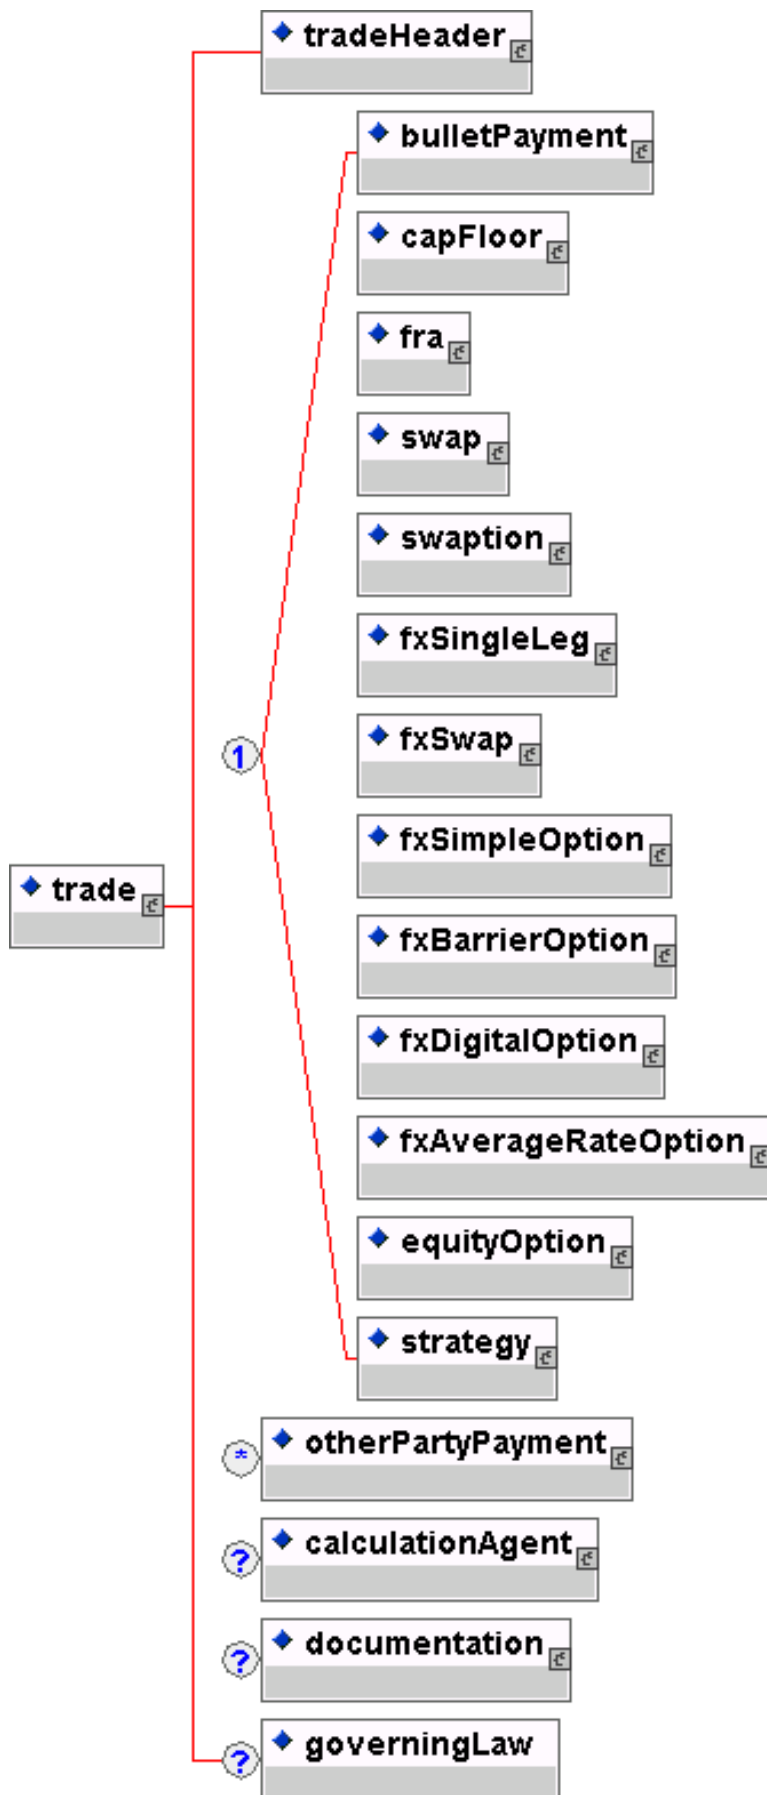 tradeHeader
bulletPayment
capFloor
fra
swap
swaption
fxSingleLeg
1
fxSwap
fxSimpleOption
trade
fxBarrierOption
fxDigitalOption
fxAverageRateOption
equityOption
strategy
* otherPartyPayment
? calculationAgent
? documentation
? governingLaw